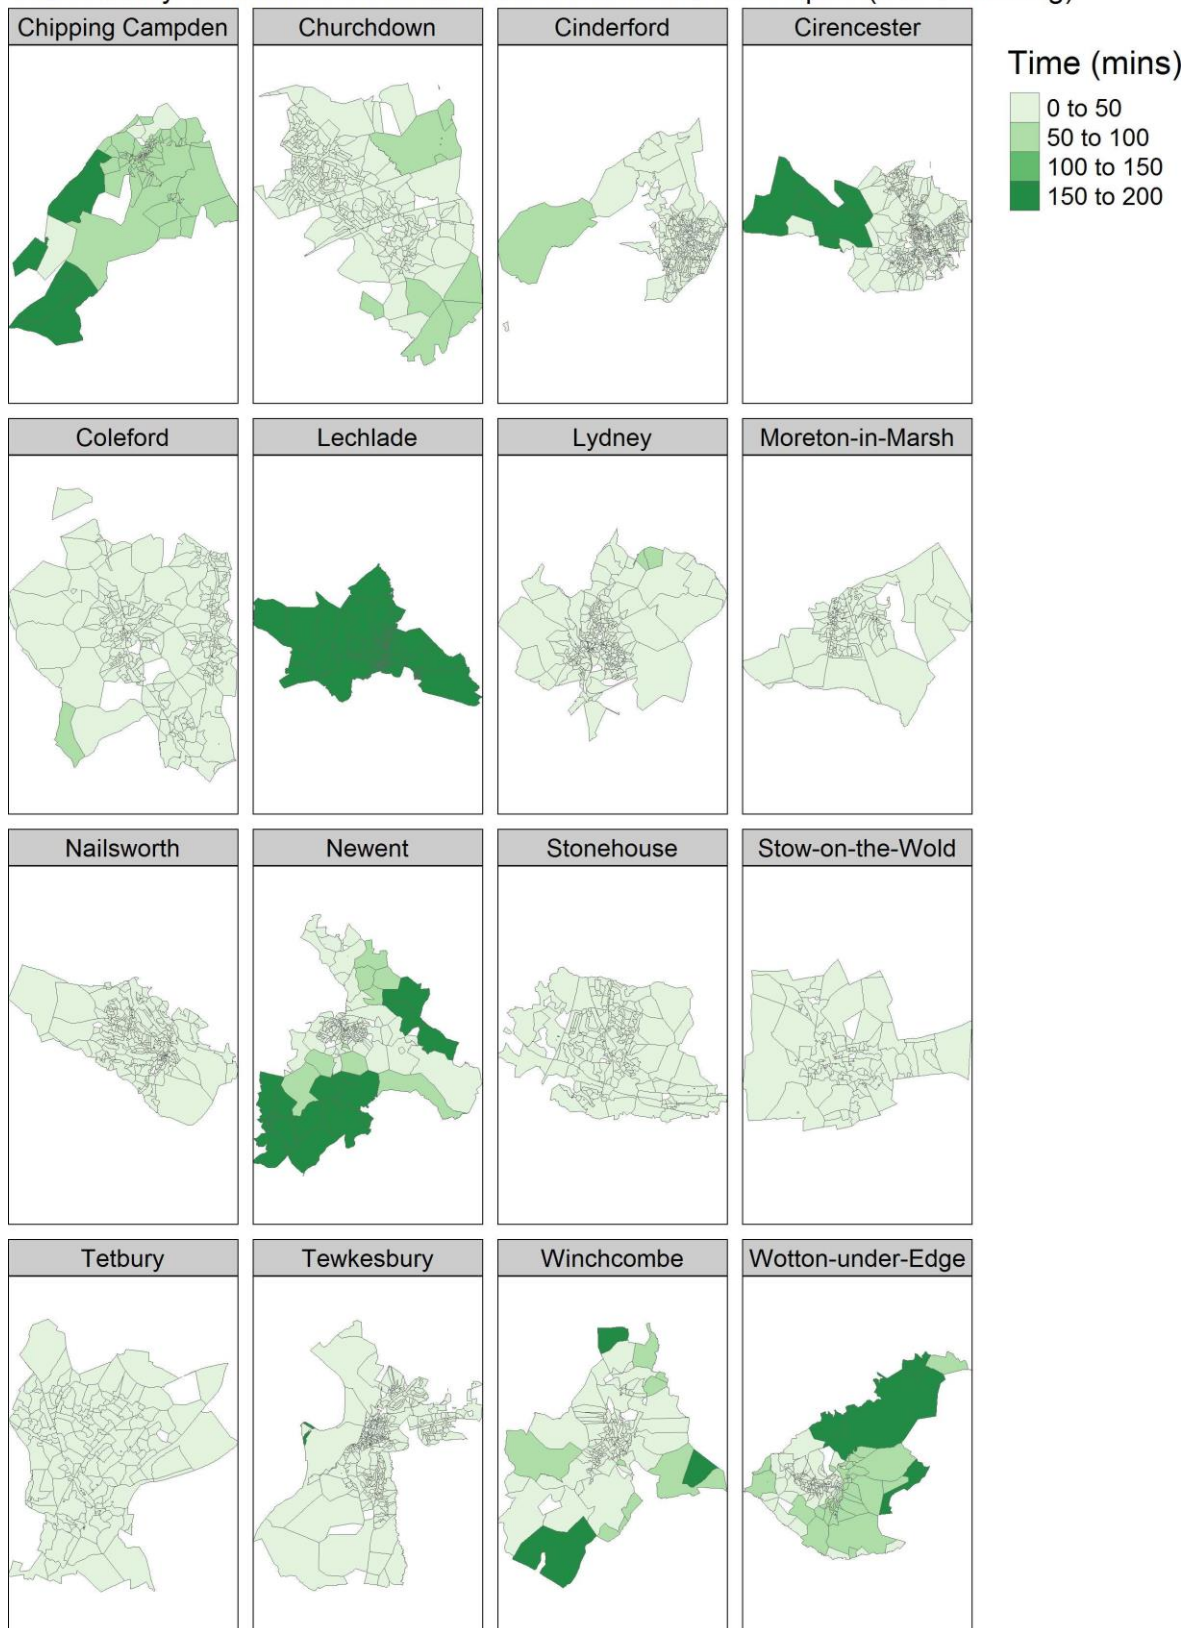 Chipping Campden
Churchdown
Cinderford
Cirencester
Time (mins)
0 to 50
50 to 100
100 to 150
150 to 200
Coleford
Lechlade
Lydney
Moreton-in-Marsh
Nailsworth
Newent
Stonehouse
Stow-on-the-Wold
Tetbury
Tewkesbury
Winchcombe
Wotton-under-Edge